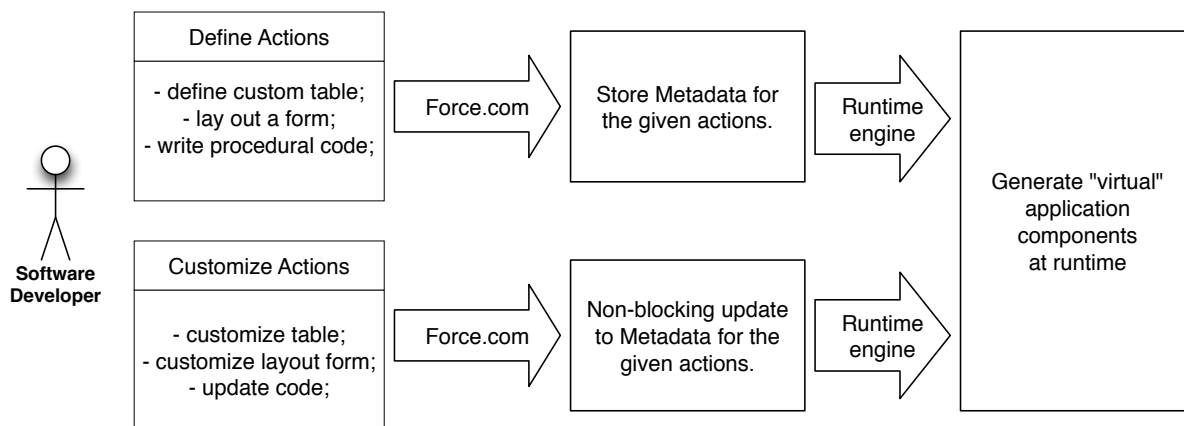 Define Actions
- define custom table;
- lay out a form;
- write procedural code;
Force.com
Store Metadata for
the given actions.
Runtime
engine
Software
Developer
Customize Actions
- customize table;
- customize layout form;
- update code;
Force.com
Non-blocking update
to Metadata for the
given actions.
Runtime
engine
Generate "virtual"
application
components
at runtime